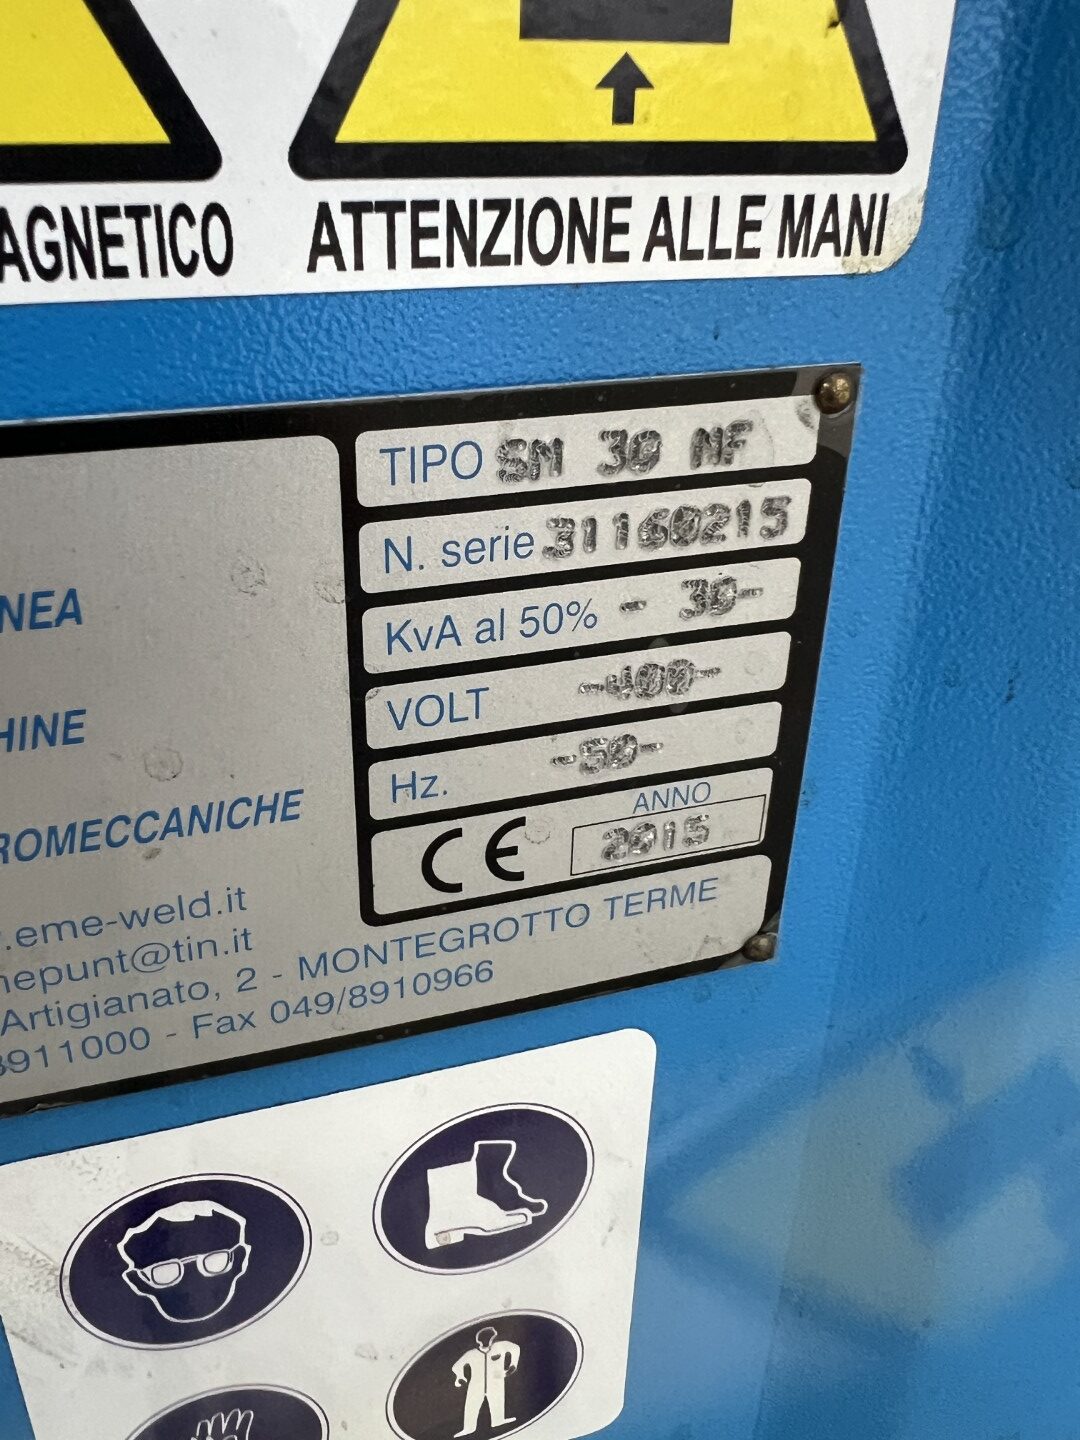 AGNETICO
ATTENZIONE ALLE MANI
TIPO SM 30 NF
N. serie 31160215
KvA al 50% - 30-
VOLT -400-
Hz. -50-
CE
ANNO
2015
NEA
HINE
ROMECCANICHE
.eme-weld.it
nepunt@tin.it
Artigianato, 2 - MONTEGROTTO TERME
8911000 - Fax 049/8910966